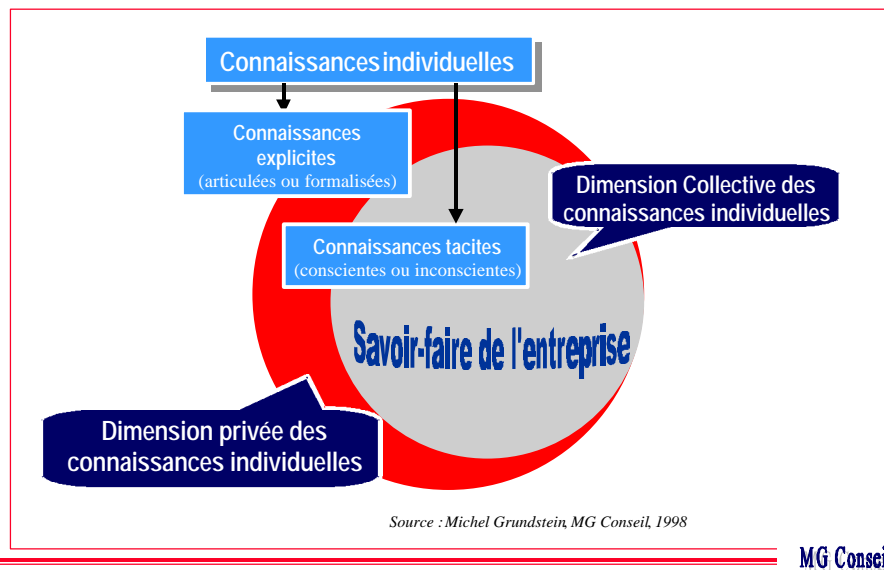 Connaissances individuelles
Connaissances
explicites
(articulées ou formalisées)
Dimension Collective des
connaissances individuelles
Connaissances tacites
(conscientes ou inconscientes)
Savoir-faire de l'entreprise
Dimension privée des
connaissances individuelles
Source : Michel Grundstein, MG Conseil, 1998
MG Conseil